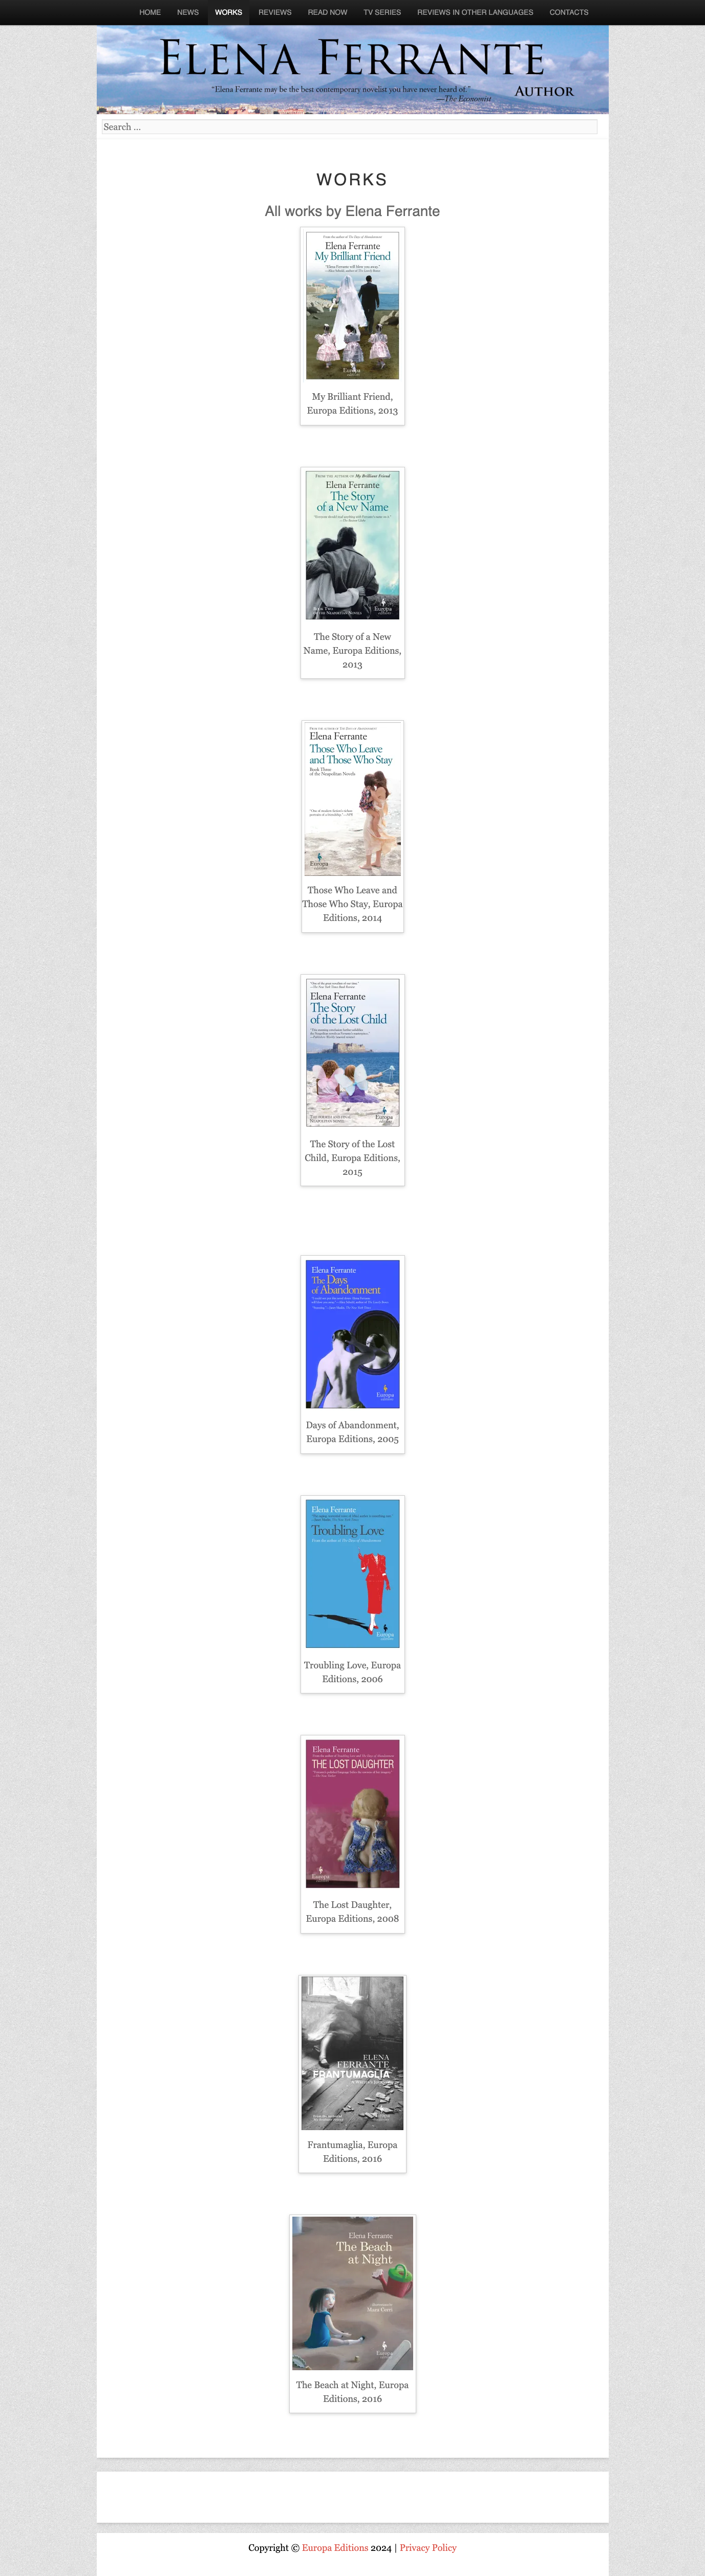 HOME NEWS WORKS REVIEWS READ NOW TV SERIES REVIEWS IN OTHER LANGUAGES CONTACTS
ELENA FERRANTE
"Elena Ferrante may be the best contemporary novelist you have never heard of."
—The Economist
AUTHOR
Search ...
WORKS
All works by Elena Ferrante
Elena Ferrante
My Brilliant Friend
My Brilliant Friend,
Europa Editions, 2013
FROM THE AUTHOR OF My Brilliant Friend
Elena Ferrante
The Story
of a New Name
The Story of a New
Name, Europa Editions,
2013
Elena Ferrante
Those Who Leave
and Those Who Stay
Book Three
of the Neapolitan Novels
Europa
Those Who Leave and
Those Who Stay, Europa
Editions, 2014
Elena Ferrante
The Story
of the Lost Child
Europa
The Story of the Lost
Child, Europa Editions,
2015
Elena Ferrante
The Days
of Abandonment
Europa
Days of Abandonment,
Europa Editions, 2005
Elena Ferrante
Troubling Love
Europa
Troubling Love, Europa
Editions, 2006
Elena Ferrante
THE LOST DAUGHTER
Europa
The Lost Daughter,
Europa Editions, 2008
ELENA
FERRANTE
FRANTUMAGLIA
Frantumaglia, Europa
Editions, 2016
Elena Ferrante
The Beach
at Night
Mara Cerri
Europa
The Beach at Night, Europa
Editions, 2016
Copyright © Europa Editions 2024 | Privacy Policy